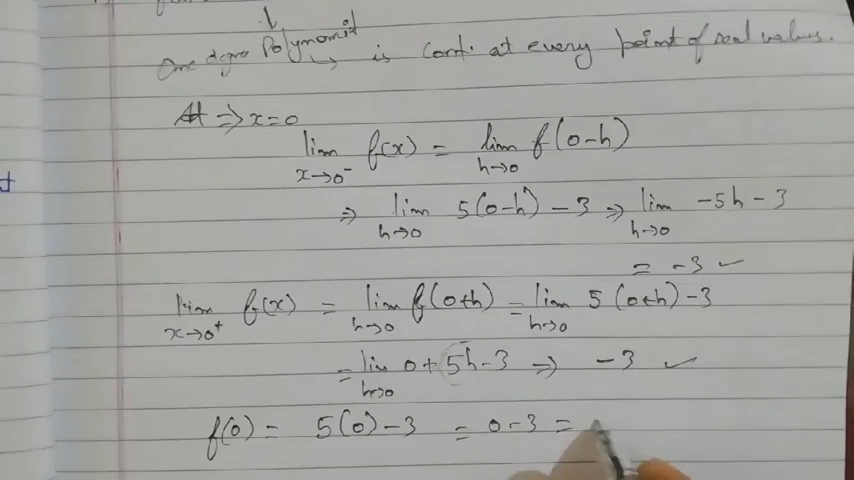 One degree Polynomial is cont. at every point of real values.
At ⇒ x=0
lim x→0⁻ f(x) = lim h→0 f(0-h)
⇒ lim h→0 5(0-h) - 3 ⇒ lim h→0 -5h - 3
= -3 ✓
lim x→0⁺ f(x) = lim h→0 f(0+h) = lim h→0 5(0+h) - 3
= lim h→0 0 + 5h - 3 ⇒ -3 ✓
f(0) = 5(0) - 3 = 0 - 3 =